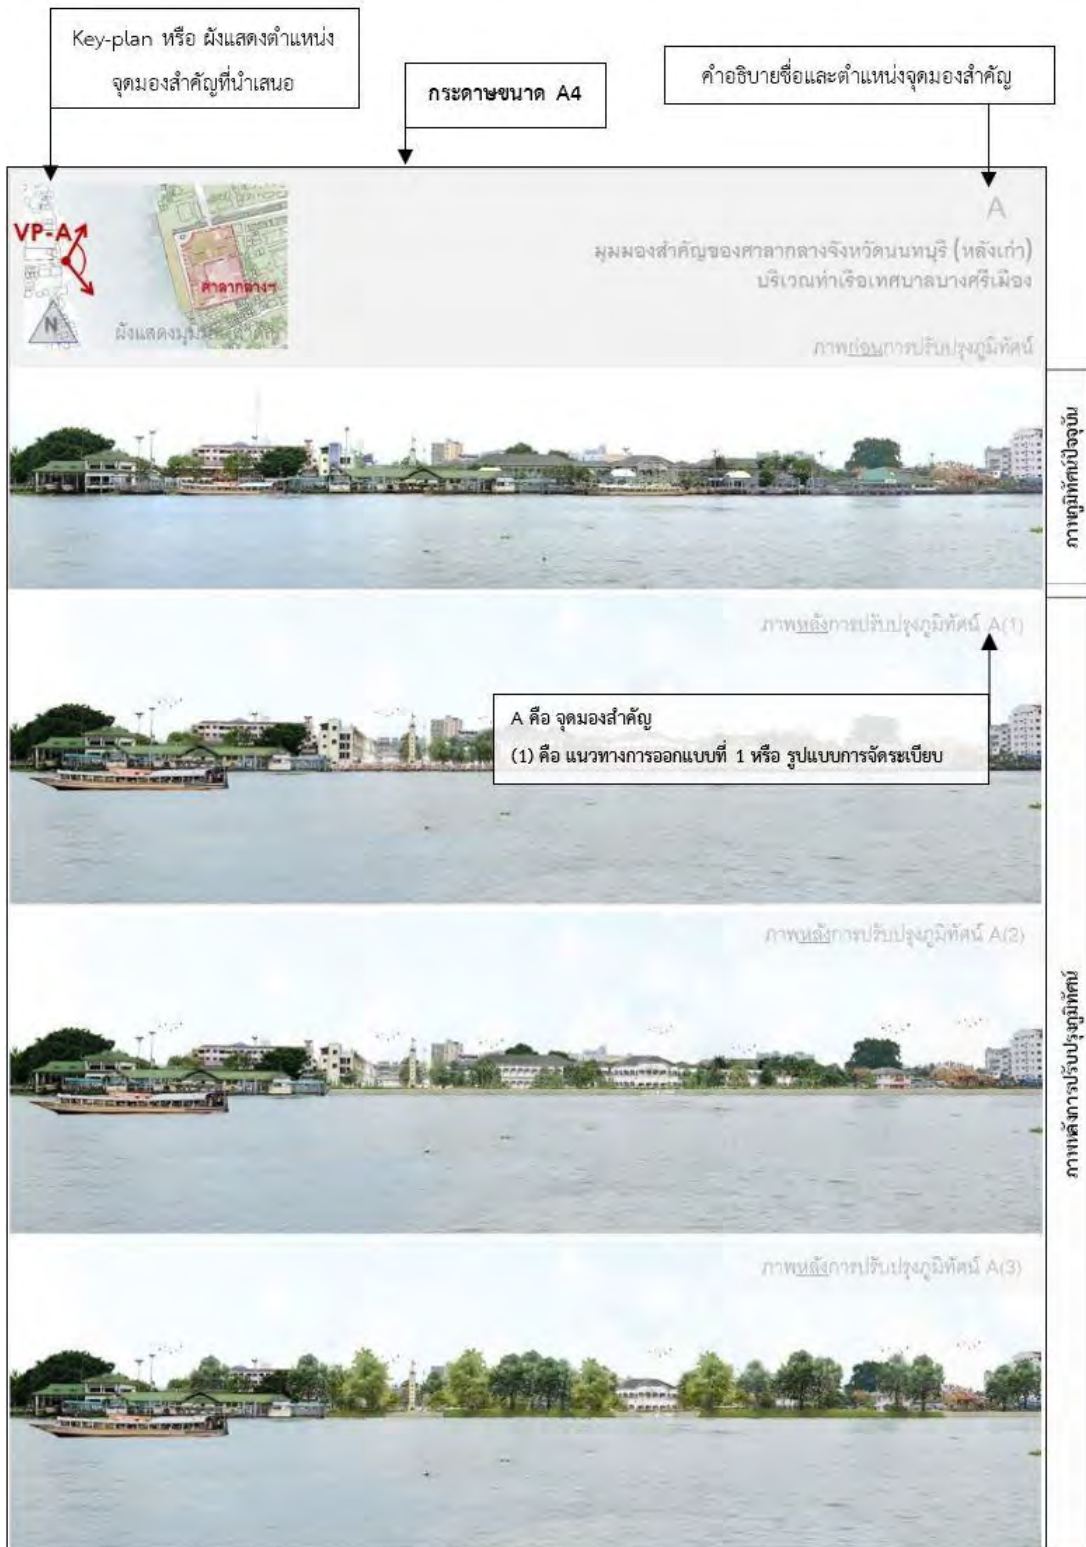 Key-plan หรือ ผังแสดงตำแหน่ง
จุดมองสำคัญที่นำเสนอ
กระดาษขนาด A4
คำอธิบายชื่อและตำแหน่งจุดมองสำคัญ
VP-A
N
ศาลากลางฯ
ผังแสดงมุมมองสำคัญ
A
มุมมองสำคัญของศาลากลางจังหวัดนนทบุรี (หลังเก่า)
บริเวณท่าเรือเทศบาลบางศรีเมือง
ภาพก่อนการปรับปรุงภูมิทัศน์
ภาพภูมิทัศน์ปัจจุบัน
ภาพหลังการปรับปรุงภูมิทัศน์ A(1)
A คือ จุดมองสำคัญ
(1) คือ แนวทางการออกแบบที่ 1 หรือ รูปแบบการจัดระเบียบ
ภาพหลังการปรับปรุงภูมิทัศน์ A(2)
ภาพหลังการปรับปรุงภูมิทัศน์
ภาพหลังการปรับปรุงภูมิทัศน์ A(3)